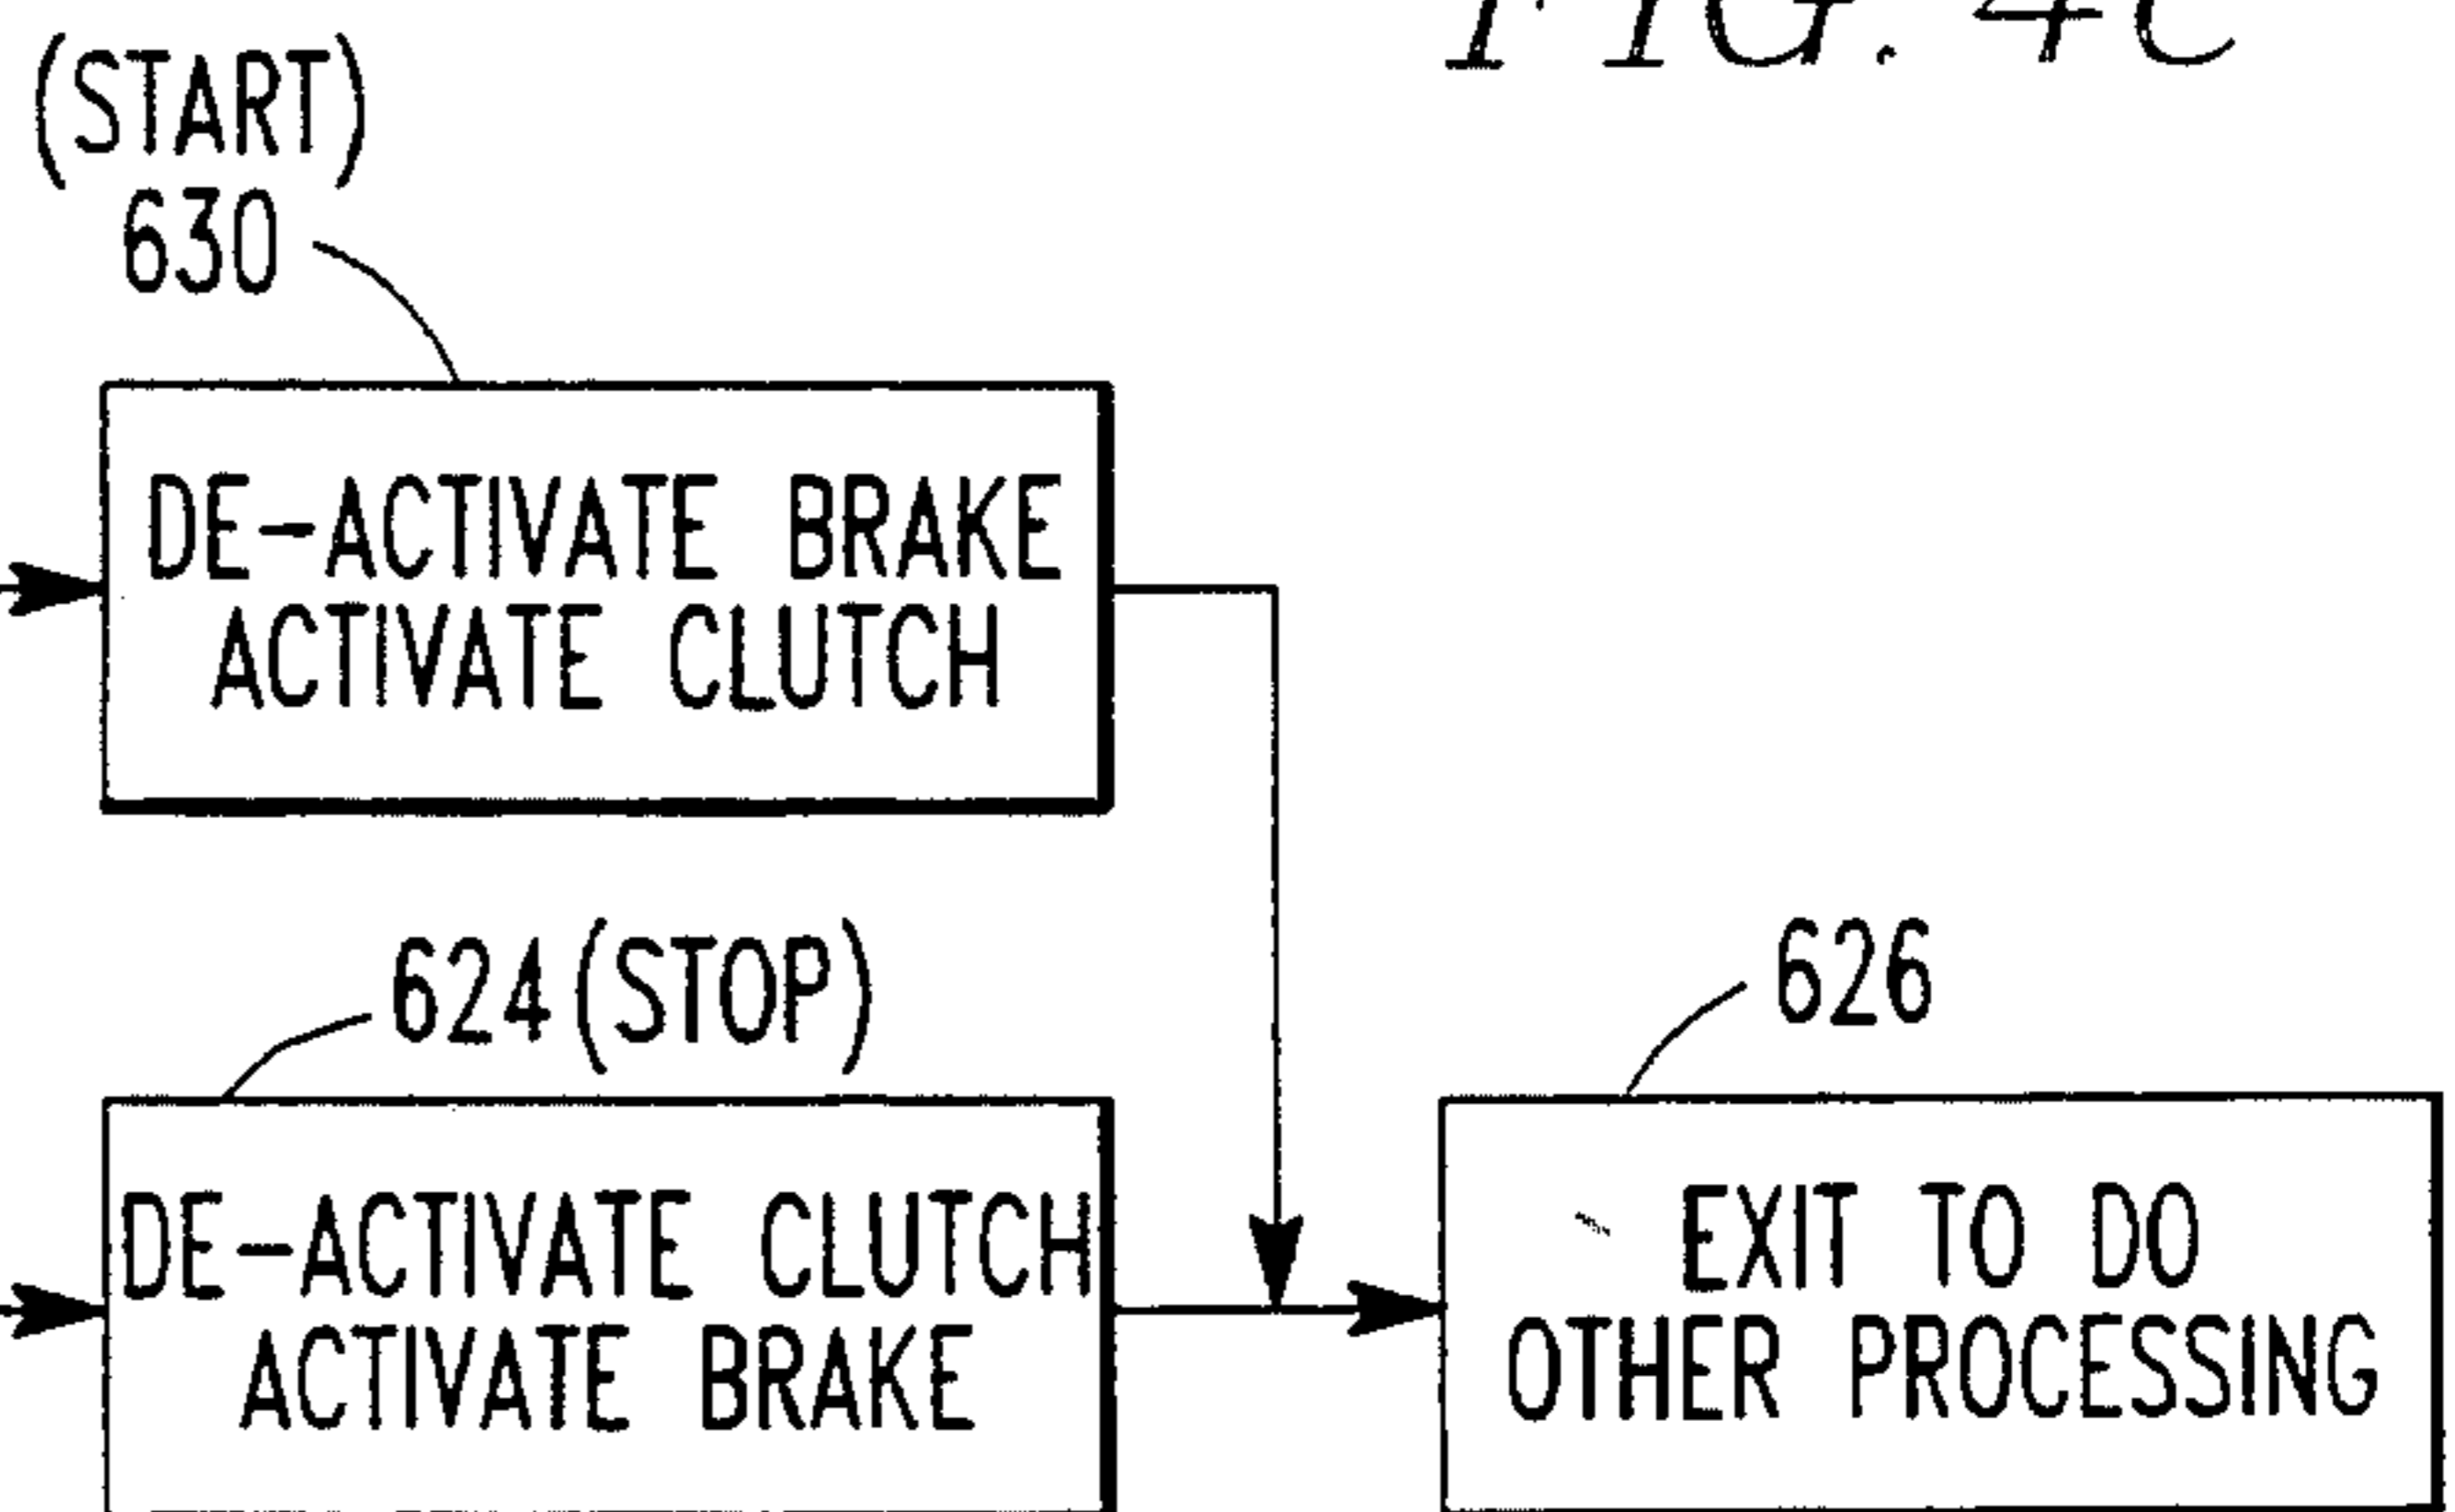 FIG. 4C
(START)
630
DE-ACTIVATE BRAKE
ACTIVATE CLUTCH
624 (STOP)
626
DE-ACTIVATE CLUTCH
ACTIVATE BRAKE
EXIT TO DO
OTHER PROCESSING